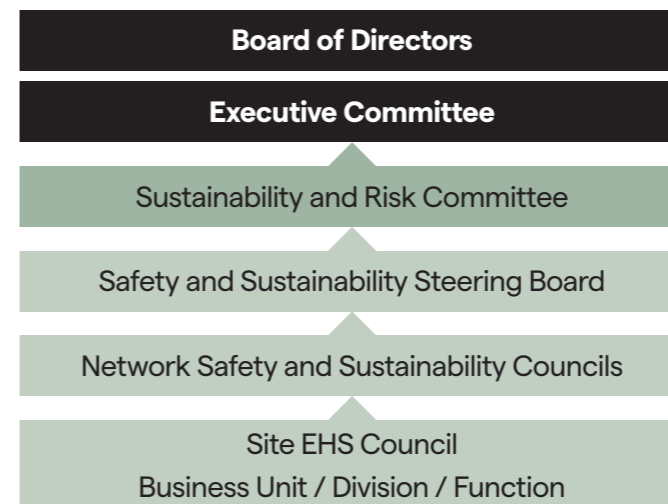 Board of Directors
Executive Committee
Sustainability and Risk Committee
Safety and Sustainability Steering Board
Network Safety and Sustainability Councils
Site EHS Council
Business Unit / Division / Function